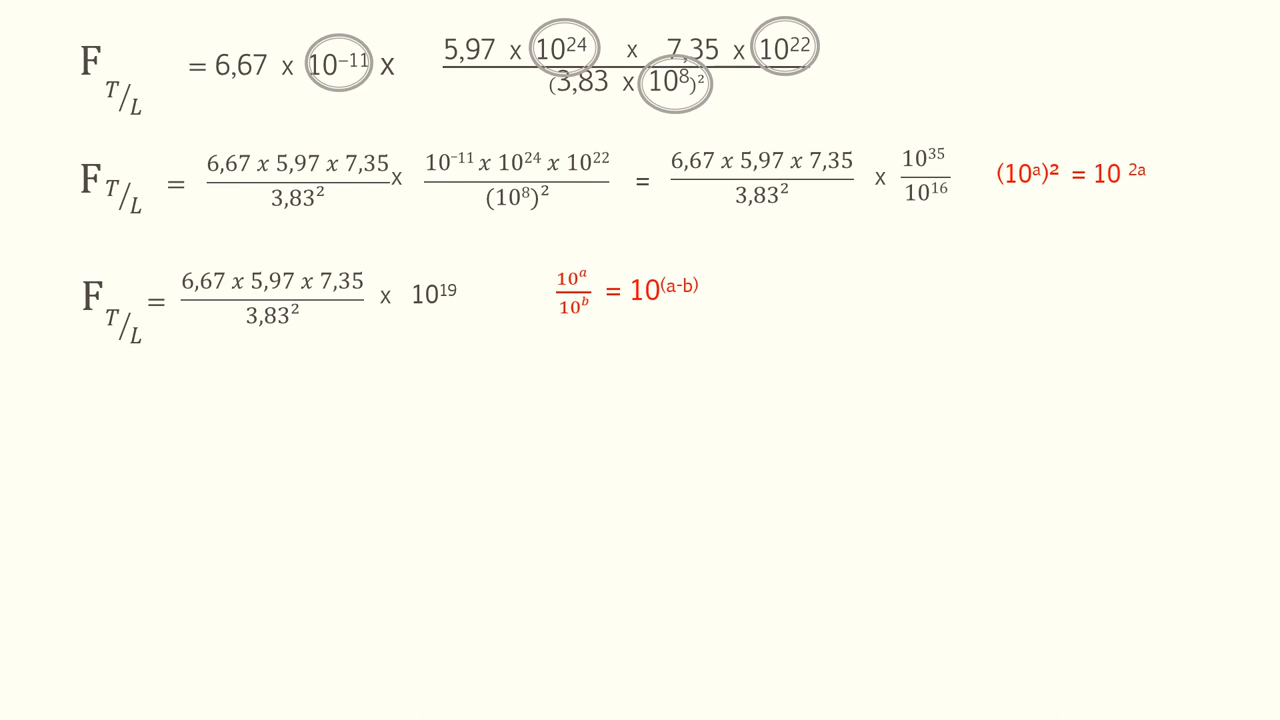 F T/L = 6,67 x 10⁻¹¹ x (5,97 x 10²⁴ x 7,35 x 10²²) / (3,83 x 10⁸)²
F T/L = (6,67 x 5,97 x 7,35) / 3,83² x (10⁻¹¹ x 10²⁴ x 10²²) / (10⁸)² = (6,67 x 5,97 x 7,35) / 3,83² x 10³⁵ / 10¹⁶ (10ᵃ)² = 10 ²ᵃ
F T/L = (6,67 x 5,97 x 7,35) / 3,83² x 10¹⁹ 10ᵃ / 10ᵇ = 10⁽ᵃ⁻ᵇ⁾